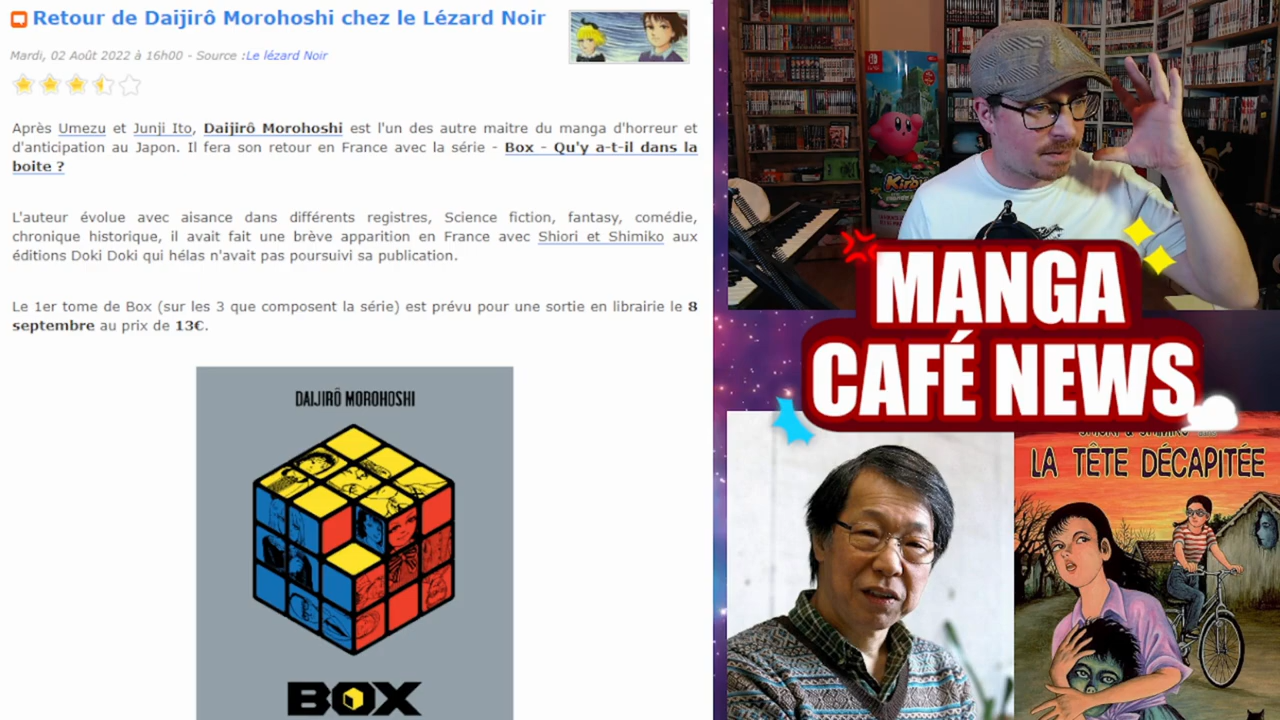 Retour de Daijirô Morohoshi chez le Lézard Noir
Mardi, 02 Août 2022 à 16h00 - Source :Le lézard Noir
Après Umezu et Junji Ito, Daijirô Morohoshi est l'un des autre maitre du manga d'horreur et
d'anticipation au Japon. Il fera son retour en France avec la série - Box - Qu'y a-t-il dans la
boite ?
L'auteur évolue avec aisance dans différents registres, Science fiction, fantasy, comédie,
chronique historique, il avait fait une brève apparition en France avec Shiori et Shimiko aux
éditions Doki Doki qui hélas n'avait pas poursuivi sa publication.
Le 1er tome de Box (sur les 3 que composent la série) est prévu pour une sortie en librairie le 8
septembre au prix de 13€.
DAIJIRÔ MOROHOSHI
BOX
Kirby
MANGA
CAFÉ NEWS
LA TÊTE DÉCAPITÉE